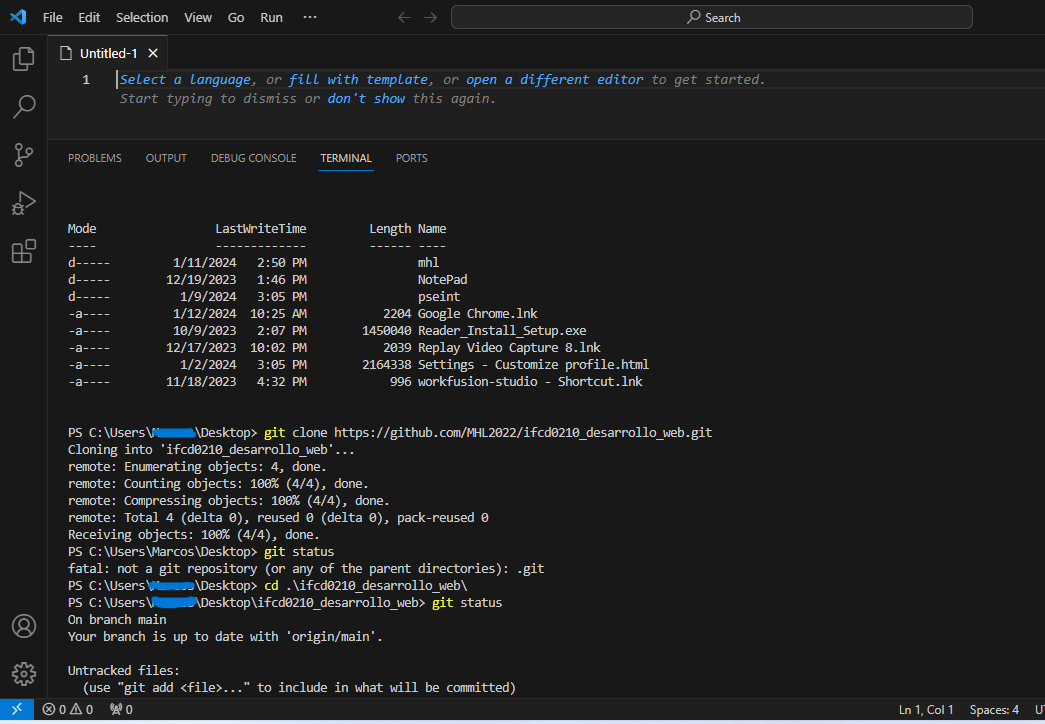 File Edit Selection View Go Run ··· Search
Untitled-1
1 Select a language, or fill with template, or open a different editor to get started.
Start typing to dismiss or don't show this again.
PROBLEMS OUTPUT DEBUG CONSOLE TERMINAL PORTS
Mode LastWriteTime Length Name
---- ------------- ------ ----
d----- 1/11/2024 2:50 PM mhl
d----- 12/19/2023 1:46 PM NotePad
d----- 1/9/2024 3:05 PM pseint
-a---- 1/12/2024 10:25 AM 2204 Google Chrome.lnk
-a---- 10/9/2023 2:07 PM 1450040 Reader_Install_Setup.exe
-a---- 12/17/2023 10:02 PM 2039 Replay Video Capture 8.lnk
-a---- 1/2/2024 3:05 PM 2164338 Settings - Customize profile.html
-a---- 11/18/2023 4:32 PM 996 workfusion-studio - Shortcut.lnk
PS C:\Users\ \Desktop> git clone https://github.com/MHL2022/ifcd0210_desarrollo_web.git
Cloning into 'ifcd0210_desarrollo_web'...
remote: Enumerating objects: 4, done.
remote: Counting objects: 100% (4/4), done.
remote: Compressing objects: 100% (4/4), done.
remote: Total 4 (delta 0), reused 0 (delta 0), pack-reused 0
Receiving objects: 100% (4/4), done.
PS C:\Users\Marcos\Desktop> git status
fatal: not a git repository (or any of the parent directories): .git
PS C:\Users\ \Desktop> cd .\ifcd0210_desarrollo_web\
PS C:\Users\ \Desktop\ifcd0210_desarrollo_web> git status
On branch main
Your branch is up to date with 'origin/main'.
Untracked files:
(use "git add <file>..." to include in what will be committed)
0 0 0 Ln 1, Col 1 Spaces: 4